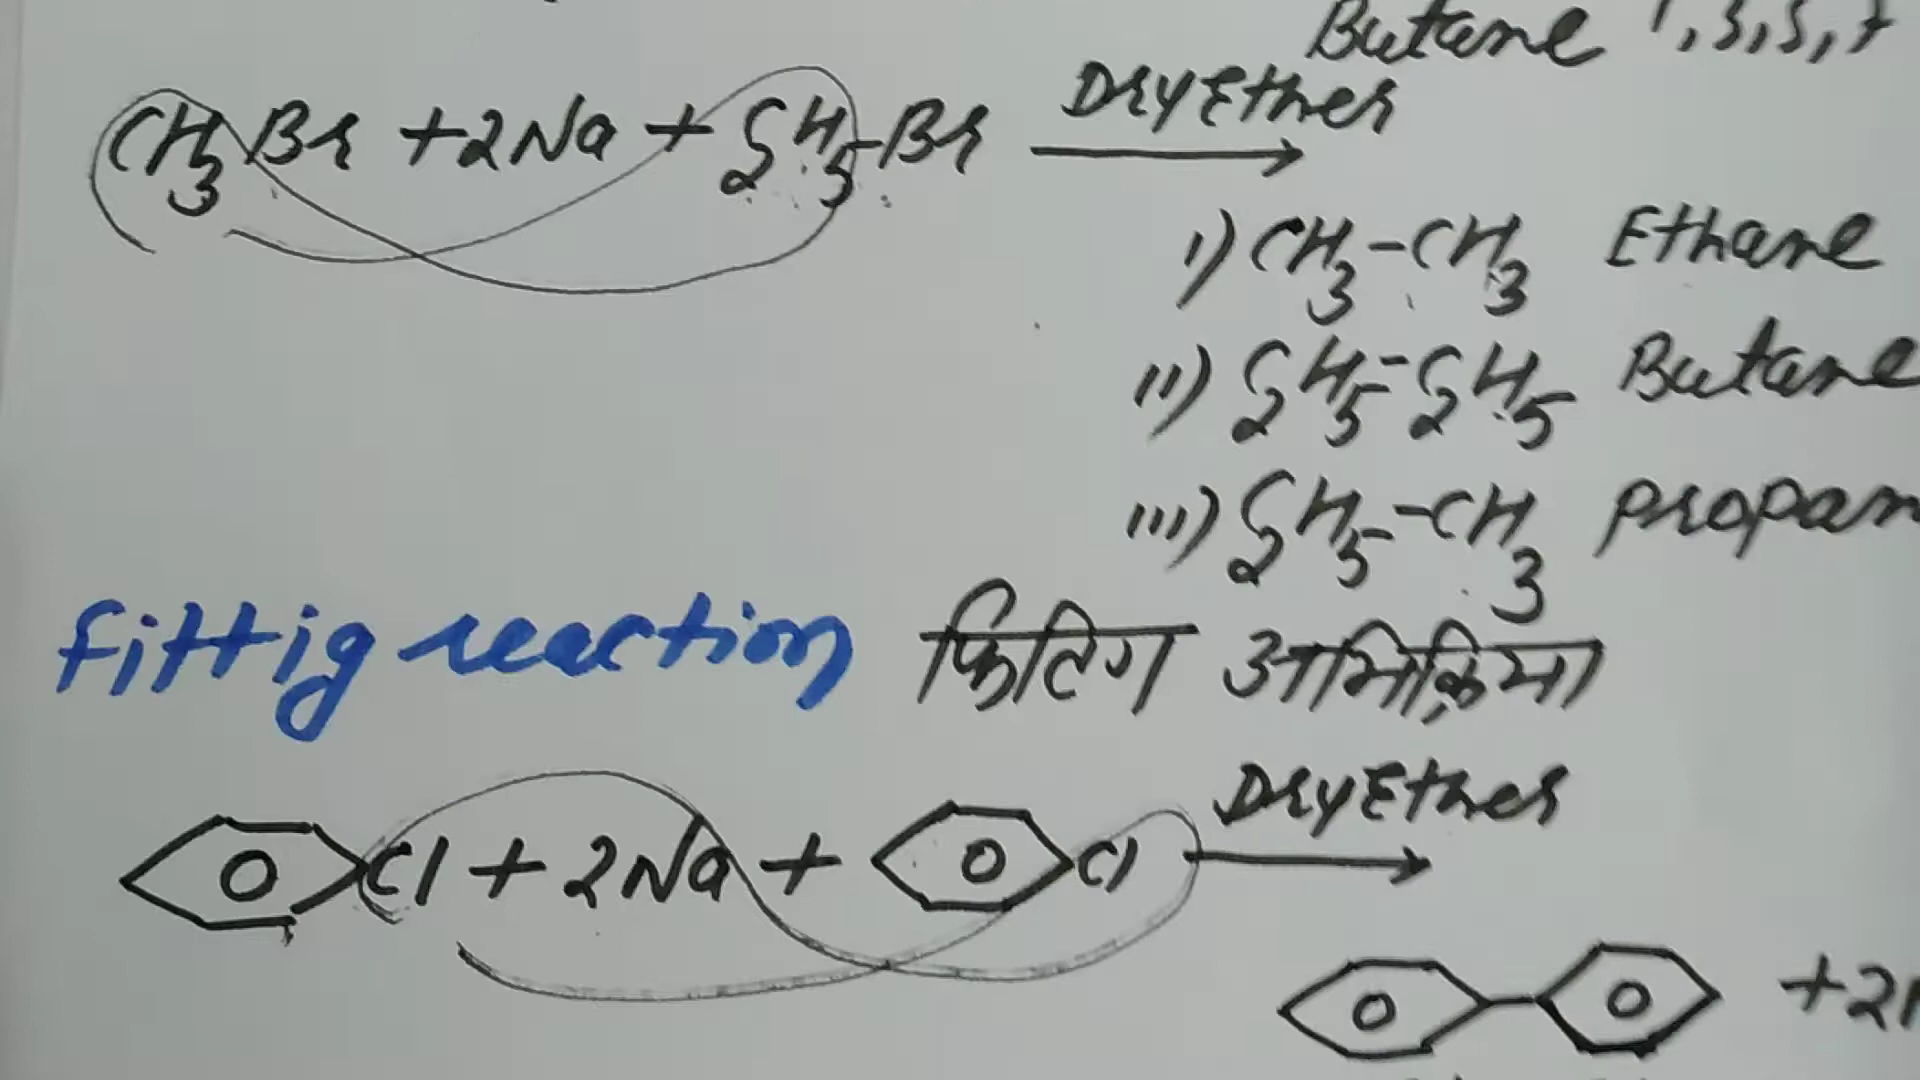 Butane 1,3,5,7
CH3Br + 2Na + C2H5-Br Dry Ether
i) CH3-CH3 Ethane
ii) C2H5-C2H5 Butane
iii) C2H5-CH3 propan
Fittig reaction फिटिग अभिक्रिया
Cl + 2Na + Cl Dry Ether
+2